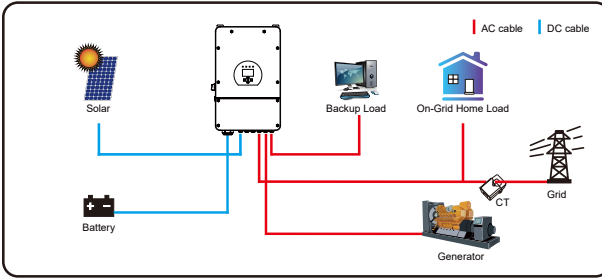 AC cable
DC cable
Solar
Backup Load
On-Grid Home Load
CT
Grid
Battery
Generator